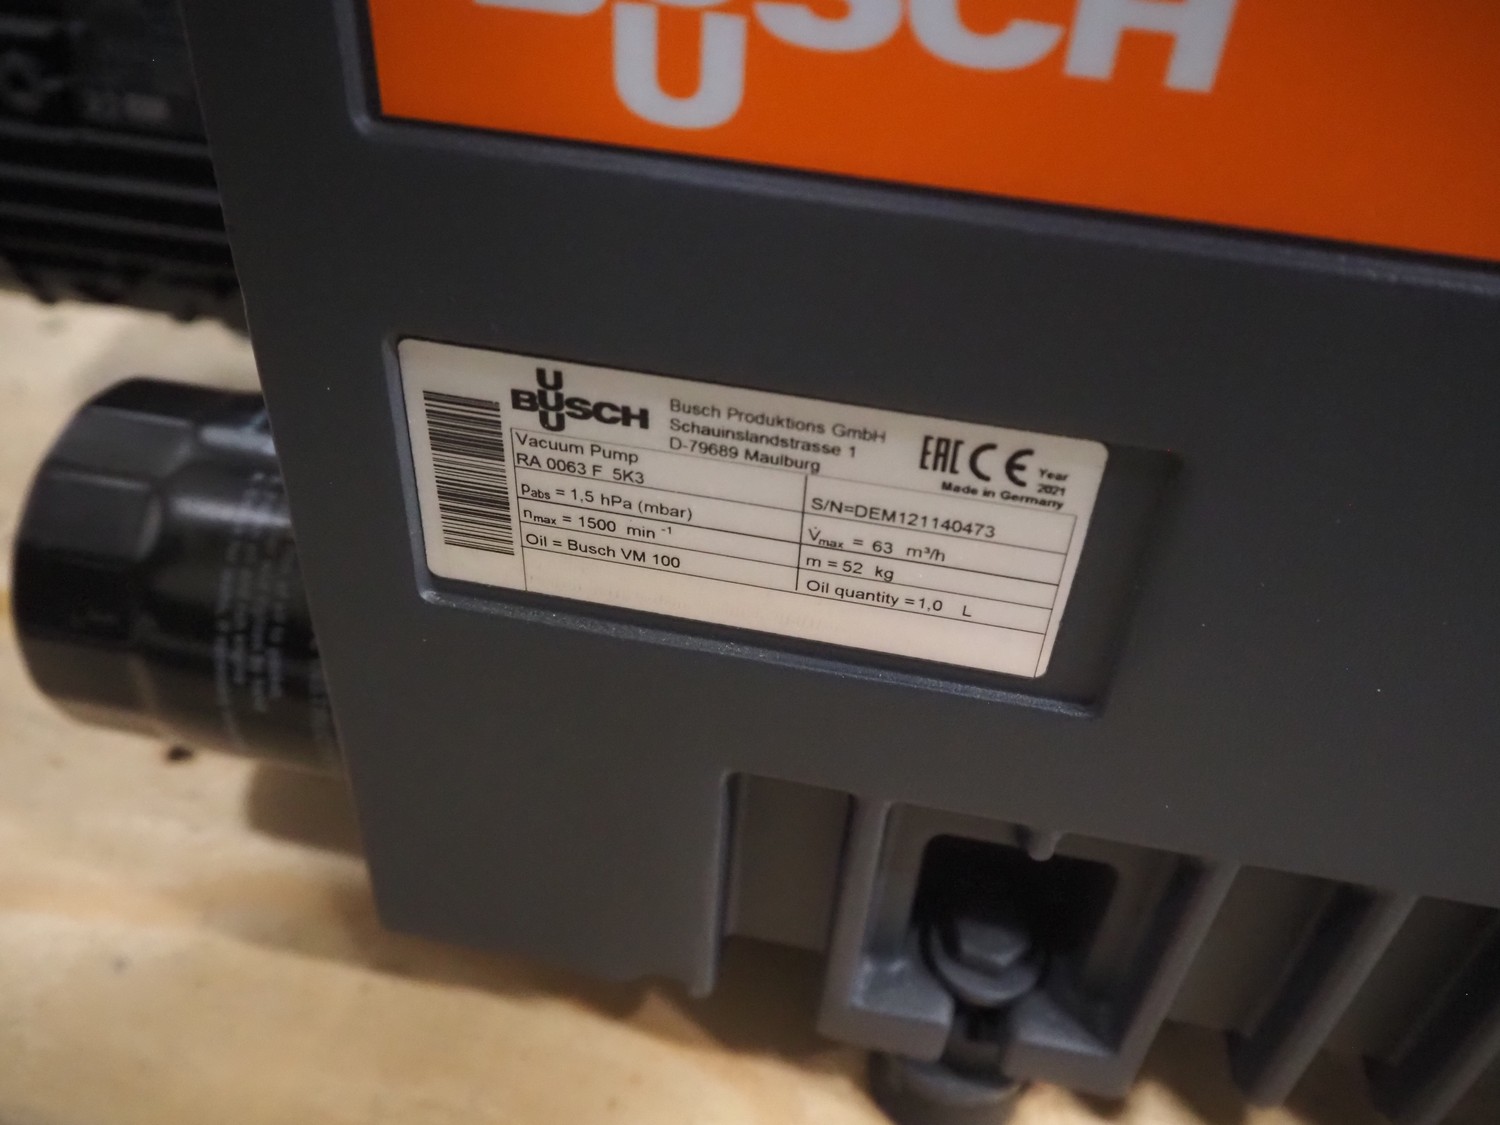 BUSCH
U
U
BUSCH
U
Busch Produktions GmbH
Schauinslandstrasse 1
D-79689 Maulburg
EAC CE Year
2021
Made in Germany
Vacuum Pump
RA 0063 F 5K3
S/N=DEM121140473
Pabs = 1,5 hPa (mbar)
V̇max = 63 m³/h
nmax = 1500 min ⁻¹
m = 52 kg
Oil = Busch VM 100
Oil quantity = 1,0 L